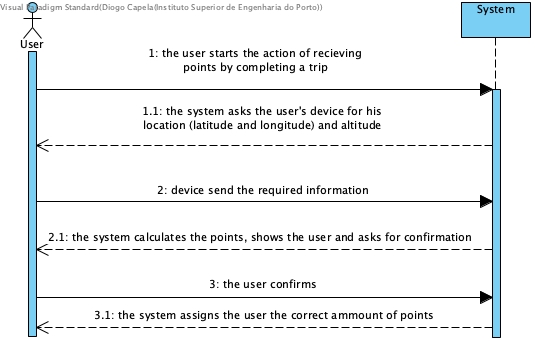 Visual Paradigm Standard(Diogo Capela(Instituto Superior de Engenharia do Porto))
System
User
1: the user starts the action of recieving
points by completing a trip
1.1: the system asks the user's device for his
location (latitude and longitude) and altitude
2: device send the required information
2.1: the system calculates the points, shows the user and asks for confirmation
3: the user confirms
3.1: the system assigns the user the correct ammount of points